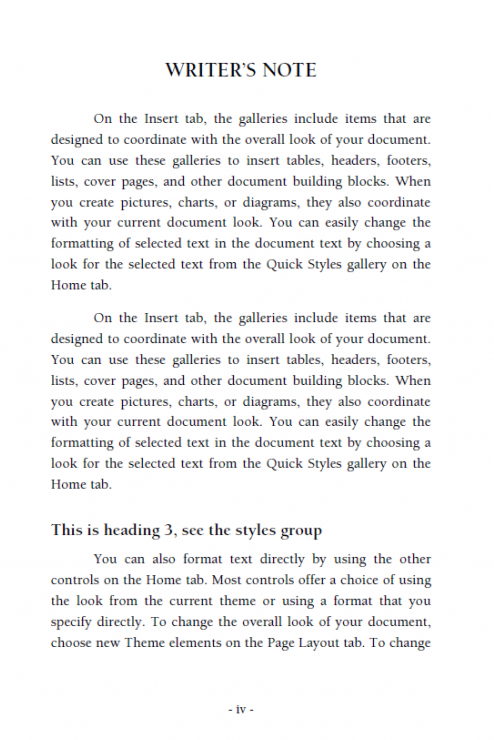 WRITER'S NOTE
On the Insert tab, the galleries include items that are
designed to coordinate with the overall look of your document.
You can use these galleries to insert tables, headers, footers,
lists, cover pages, and other document building blocks. When
you create pictures, charts, or diagrams, they also coordinate
with your current document look. You can easily change the
formatting of selected text in the document text by choosing a
look for the selected text from the Quick Styles gallery on the
Home tab.
On the Insert tab, the galleries include items that are
designed to coordinate with the overall look of your document.
You can use these galleries to insert tables, headers, footers,
lists, cover pages, and other document building blocks. When
you create pictures, charts, or diagrams, they also coordinate
with your current document look. You can easily change the
formatting of selected text in the document text by choosing a
look for the selected text from the Quick Styles gallery on the
Home tab.
This is heading 3, see the styles group
You can also format text directly by using the other
controls on the Home tab. Most controls offer a choice of using
the look from the current theme or using a format that you
specify directly. To change the overall look of your document,
choose new Theme elements on the Page Layout tab. To change
- iv -